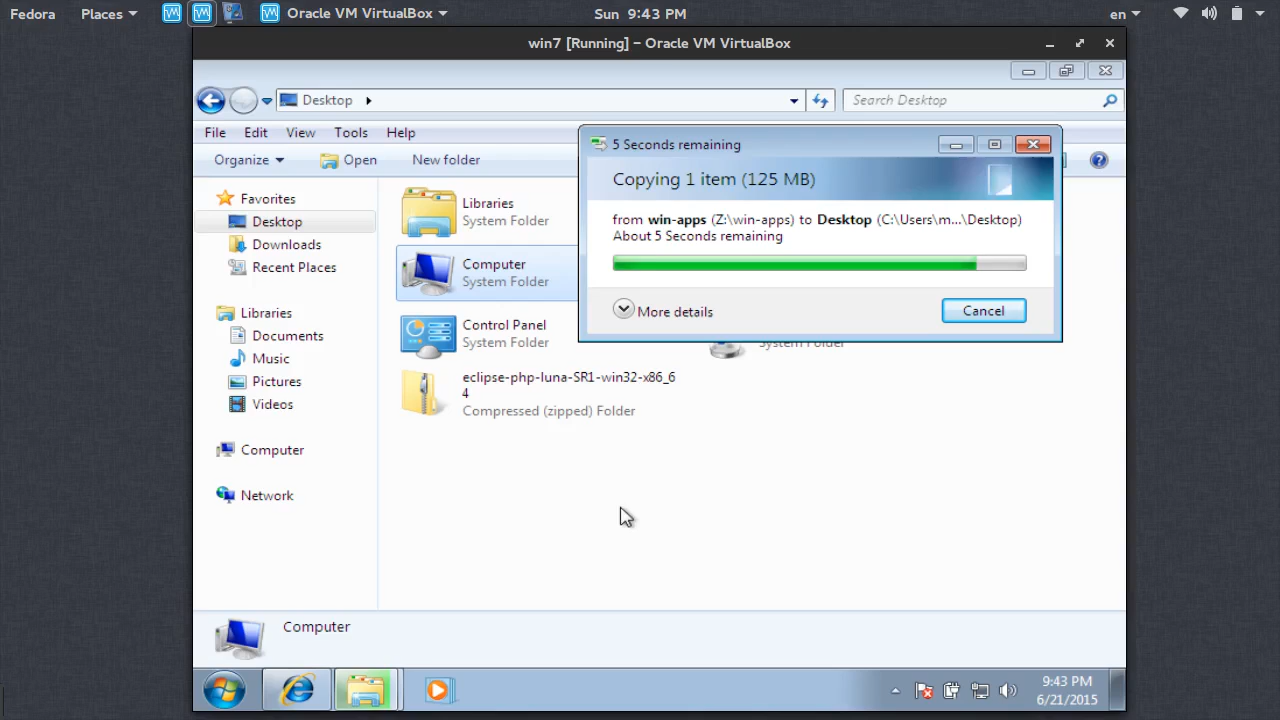 Fedora Places Oracle VM VirtualBox Sun 9:43 PM en
win7 [Running] – Oracle VM VirtualBox
Desktop Search Desktop
File Edit View Tools Help
Organize Open New folder
5 Seconds remaining
Copying 1 item (125 MB)
from win-apps (Z:\win-apps) to Desktop (C:\Users\m...\Desktop)
About 5 Seconds remaining
More details Cancel
Favorites
Desktop
Downloads
Recent Places
Libraries
Documents
Music
Pictures
Videos
Computer
Network
Libraries
System Folder
Computer
System Folder
Control Panel
System Folder
System Folder
eclipse-php-luna-SR1-win32-x86_6
4
Compressed (zipped) Folder
Computer
9:43 PM
6/21/2015